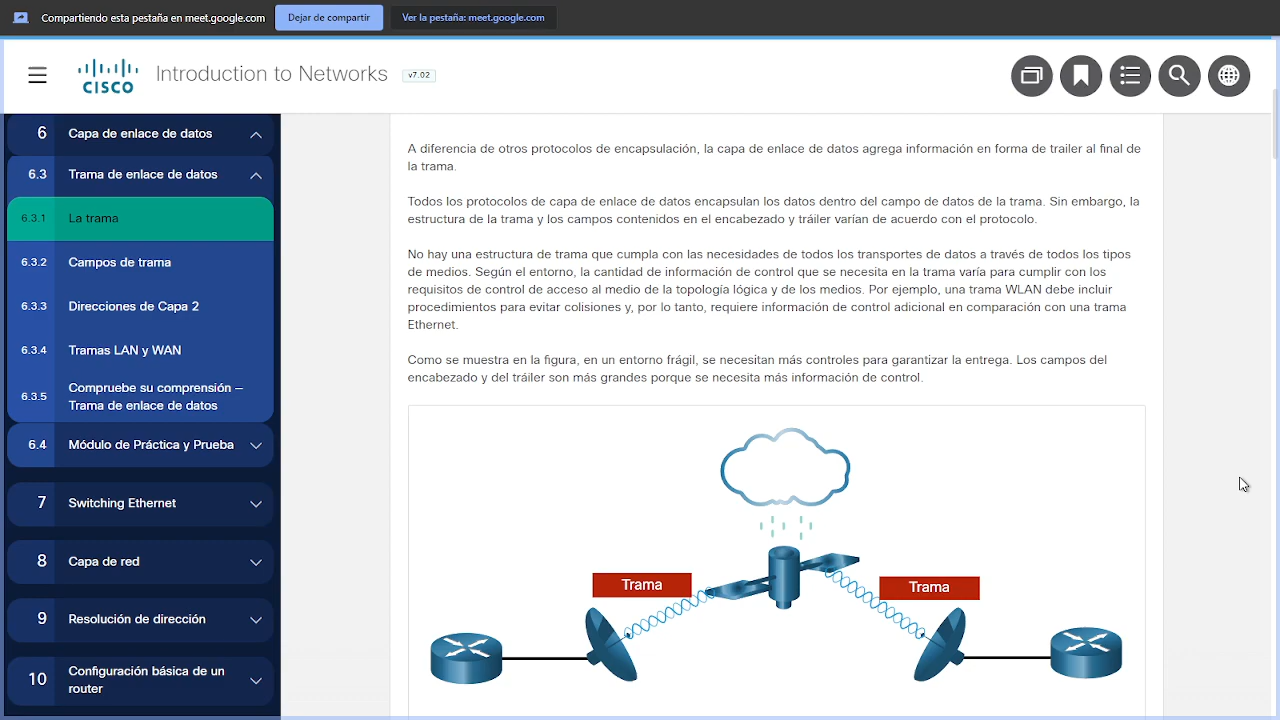 Compartiendo esta pestaña en meet.google.com
Dejar de compartir
Ver la pestaña: meet.google.com
CISCO
Introduction to Networks
v7.02
6 Capa de enlace de datos
6.3 Trama de enlace de datos
6.3.1 La trama
6.3.2 Campos de trama
6.3.3 Direcciones de Capa 2
6.3.4 Tramas LAN y WAN
6.3.5 Compruebe su comprensión –
Trama de enlace de datos
6.4 Módulo de Práctica y Prueba
7 Switching Ethernet
8 Capa de red
9 Resolución de dirección
10 Configuración básica de un
router
A diferencia de otros protocolos de encapsulación, la capa de enlace de datos agrega información en forma de trailer al final de
la trama.
Todos los protocolos de capa de enlace de datos encapsulan los datos dentro del campo de datos de la trama. Sin embargo, la
estructura de la trama y los campos contenidos en el encabezado y tráiler varían de acuerdo con el protocolo.
No hay una estructura de trama que cumpla con las necesidades de todos los transportes de datos a través de todos los tipos
de medios. Según el entorno, la cantidad de información de control que se necesita en la trama varía para cumplir con los
requisitos de control de acceso al medio de la topología lógica y de los medios. Por ejemplo, una trama WLAN debe incluir
procedimientos para evitar colisiones y, por lo tanto, requiere información de control adicional en comparación con una trama
Ethernet.
Como se muestra en la figura, en un entorno frágil, se necesitan más controles para garantizar la entrega. Los campos del
encabezado y del tráiler son más grandes porque se necesita más información de control.
Trama
Trama